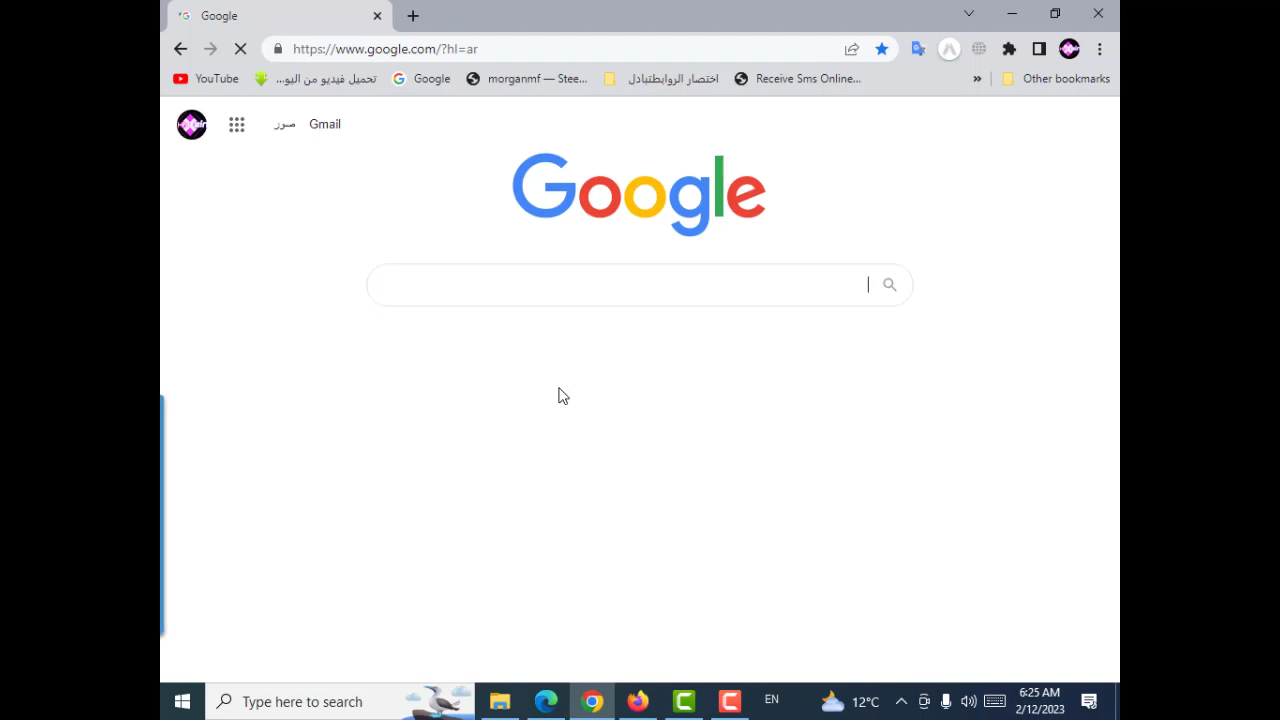 Google
https://www.google.com/?hl=ar
YouTube
تحميل فيديو من اليو...
Google
morganmf — Stee...
اختصار الروابطتبادل
Receive Sms Online...
»
Other bookmarks
صور
Gmail
Google
Type here to search
EN
12°C
6:25 AM
2/12/2023